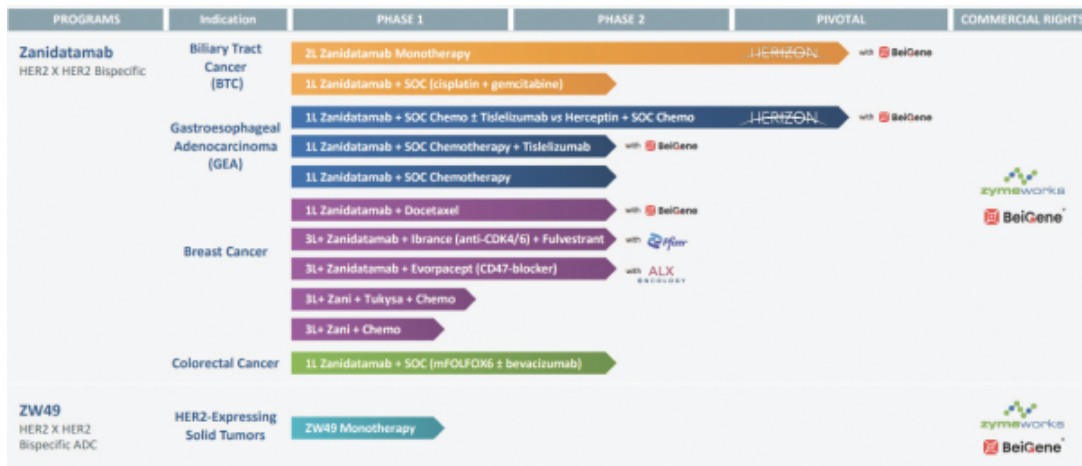 PROGRAMS Indication PHASE 1 PHASE 2 PIVOTAL COMMERCIAL RIGHTS
Zanidatamab
HER2 X HER2 Bispecific
Biliary Tract
Cancer
(BTC)
2L Zanidatamab Monotherapy HERIZON with BeiGene
1L Zanidatamab + SOC (cisplatin + gemcitabine)
Gastroesophageal
Adenocarcinoma
(GEA)
1L Zanidatamab + SOC Chemo ± Tislelizumab vs Herceptin + SOC Chemo HERIZON with BeiGene
1L Zanidatamab + SOC Chemotherapy + Tislelizumab with BeiGene
1L Zanidatamab + SOC Chemotherapy
Breast Cancer
1L Zanidatamab + Docetaxel with BeiGene
3L+ Zanidatamab + Ibrance (anti-CDK4/6) + Fulvestrant with Pfizer
3L+ Zanidatamab + Evorpacept (CD47-blocker) with ALX ONCOLOGY
3L+ Zani + Tukysa + Chemo
3L+ Zani + Chemo
Colorectal Cancer
1L Zanidatamab + SOC (mFOLFOX6 ± bevacizumab)
zymeworks
BeiGene
ZW49
HER2 X HER2
Bispecific ADC
HER2-Expressing
Solid Tumors
ZW49 Monotherapy
zymeworks
BeiGene